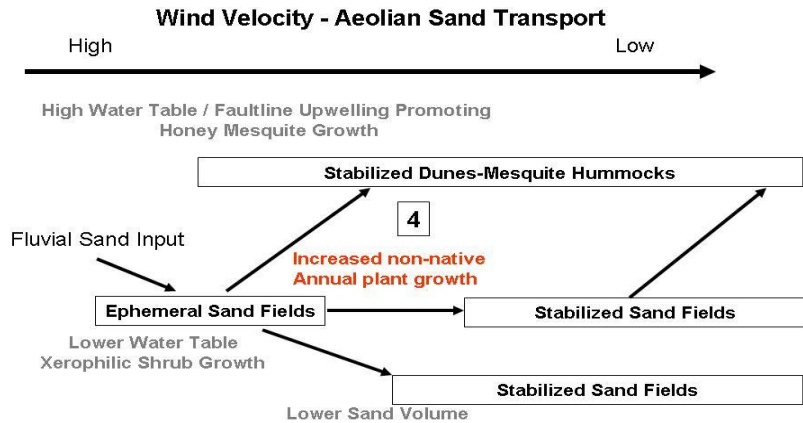 Wind Velocity - Aeolian Sand Transport
High
Low
High Water Table / Faultline Upwelling Promoting
Honey Mesquite Growth
Stabilized Dunes-Mesquite Hummocks
4
Fluvial Sand Input
Increased non-native
Annual plant growth
Ephemeral Sand Fields
Stabilized Sand Fields
Lower Water Table
Xerophilic Shrub Growth
Stabilized Sand Fields
Lower Sand Volume